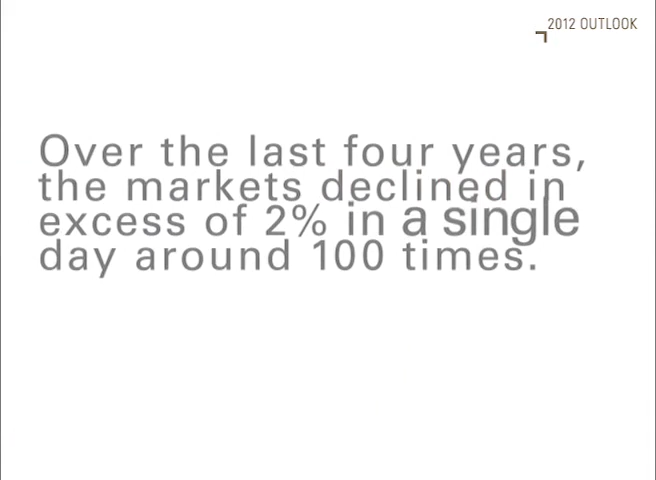 2012 OUTLOOK
Over the last four years,
the markets declined in
excess of 2% in a single
day around 100 times.